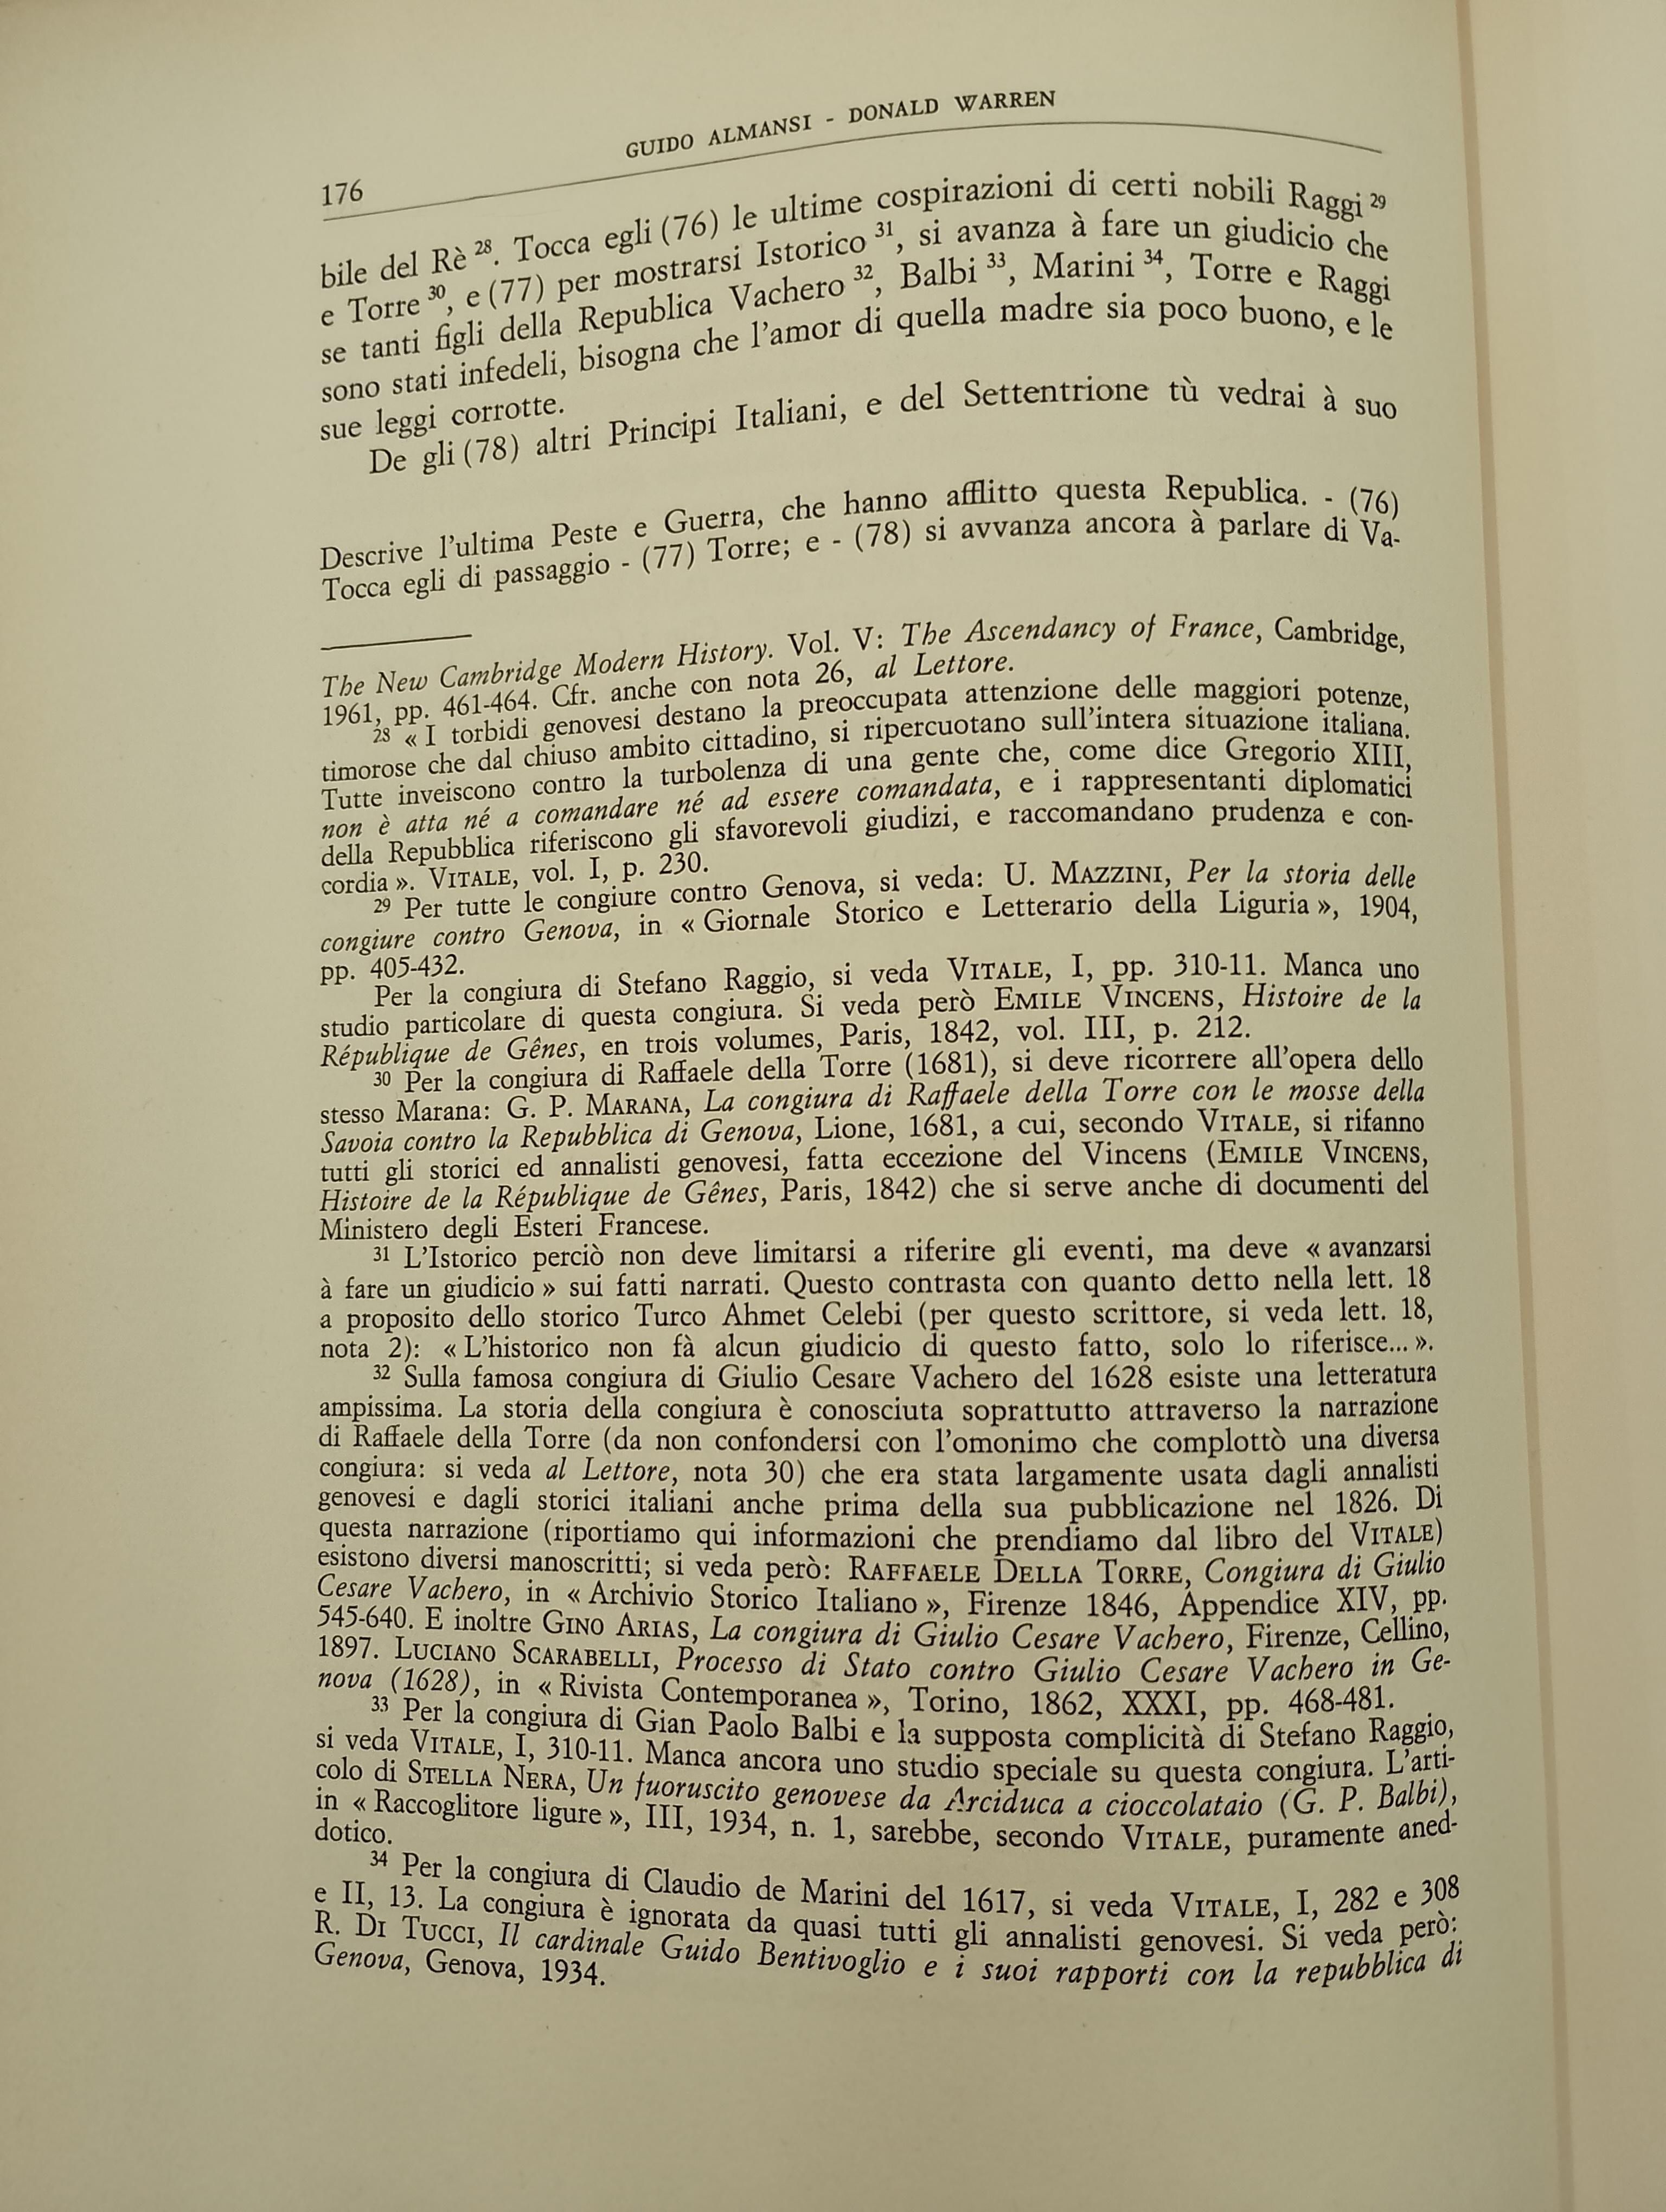 GUIDO ALMANSI - DONALD WARREN
176
bile del Rè 28. Tocca egli (76) le ultime cospirazioni di certi nobili Raggi 29
e Torre 30, e (77) per mostrarsi Istorico 31, si avanza à fare un giudicio che
se tanti figli della Republica Vachero 32, Balbi 33, Marini 34, Torre e Raggi
sono stati infedeli, bisogna che l'amor di quella madre sia poco buono, e le
sue leggi corrotte.
De gli (78) altri Principi Italiani, e del Settentrione tù vedrai à suo
Descrive l'ultima Peste e Guerra, che hanno afflitto questa Republica. - (76)
Tocca egli di passaggio - (77) Torre; e - (78) si avvanza ancora à parlare di Va-
The New Cambridge Modern History. Vol. V: The Ascendancy of France, Cambridge,
1961, pp. 461-464. Cfr. anche con nota 26, al Lettore.
28 « I torbidi genovesi destano la preoccupata attenzione delle maggiori potenze,
timorose che dal chiuso ambito cittadino, si ripercuotano sull'intera situazione italiana.
Tutte inveiscono contro la turbolenza di una gente che, come dice Gregorio XIII,
non è atta né a comandare né ad essere comandata, e i rappresentanti diplomatici
della Repubblica riferiscono gli sfavorevoli giudizi, e raccomandano prudenza e con-
cordia ». VITALE, vol. I, p. 230.
29 Per tutte le congiure contro Genova, si veda: U. MAZZINI, Per la storia delle
congiure contro Genova, in « Giornale Storico e Letterario della Liguria », 1904,
pp. 405-432.
Per la congiura di Stefano Raggio, si veda VITALE, I, pp. 310-11. Manca uno
studio particolare di questa congiura. Si veda però EMILE VINCENS, Histoire de la
République de Gênes, en trois volumes, Paris, 1842, vol. III, p. 212.
30 Per la congiura di Raffaele della Torre (1681), si deve ricorrere all'opera dello
stesso Marana: G. P. MARANA, La congiura di Raffaele della Torre con le mosse della
Savoia contro la Repubblica di Genova, Lione, 1681, a cui, secondo VITALE, si rifanno
tutti gli storici ed annalisti genovesi, fatta eccezione del Vincens (EMILE VINCENS,
Histoire de la République de Gênes, Paris, 1842) che si serve anche di documenti del
Ministero degli Esteri Francese.
31 L'Istorico perciò non deve limitarsi a riferire gli eventi, ma deve « avanzarsi
à fare un giudicio » sui fatti narrati. Questo contrasta con quanto detto nella lett. 18
a proposito dello storico Turco Ahmet Celebi (per questo scrittore, si veda lett. 18,
nota 2): « L'historico non fà alcun giudicio di questo fatto, solo lo riferisce... ».
32 Sulla famosa congiura di Giulio Cesare Vachero del 1628 esiste una letteratura
ampissima. La storia della congiura è conosciuta soprattutto attraverso la narrazione
di Raffaele della Torre (da non confondersi con l'omonimo che complottò una diversa
congiura: si veda al Lettore, nota 30) che era stata largamente usata dagli annalisti
genovesi e dagli storici italiani anche prima della sua pubblicazione nel 1826. Di
questa narrazione (riportiamo qui informazioni che prendiamo dal libro del VITALE)
esistono diversi manoscritti; si veda però: RAFFAELE DELLA TORRE, Congiura di Giulio
Cesare Vachero, in « Archivio Storico Italiano », Firenze 1846, Appendice XIV, pp.
545-640. E inoltre GINO ARIAS, La congiura di Giulio Cesare Vachero, Firenze, Cellino,
1897. LUCIANO SCARABELLI, Processo di Stato contro Giulio Cesare Vachero in Ge-
nova (1628), in « Rivista Contemporanea », Torino, 1862, XXXI, pp. 468-481.
33 Per la congiura di Gian Paolo Balbi e la supposta complicità di Stefano Raggio,
si veda VITALE, I, 310-11. Manca ancora uno studio speciale su questa congiura. L'arti-
colo di STELLA NERA, Un fuoruscito genovese da Arciduca a cioccolataio (G. P. Balbi),
in « Raccoglitore ligure », III, 1934, n. 1, sarebbe, secondo VITALE, puramente aned-
dotico.
34 Per la congiura di Claudio de Marini del 1617, si veda VITALE, I, 282 e 308
e II, 13. La congiura è ignorata da quasi tutti gli annalisti genovesi. Si veda però:
R. DI TUCCI, Il cardinale Guido Bentivoglio e i suoi rapporti con la repubblica di
Genova, Genova, 1934.